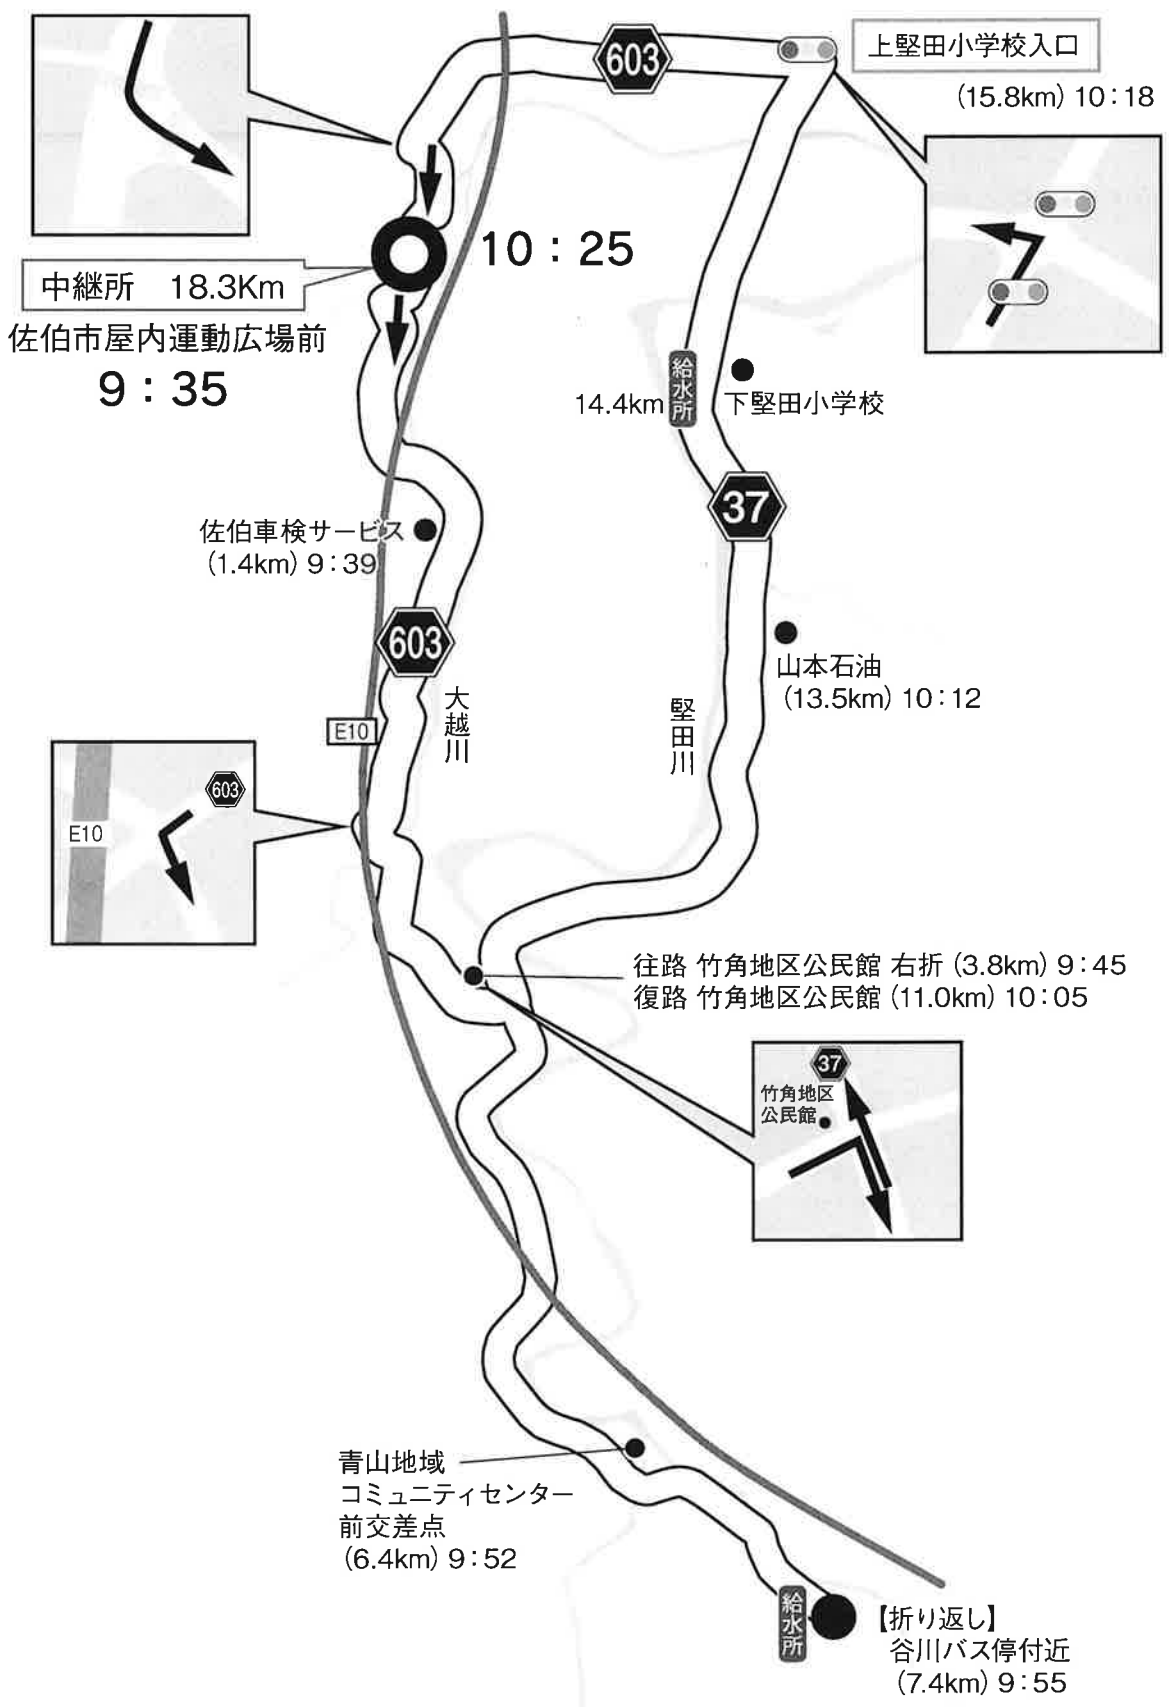 603
上堅田小学校入口
(15.8km) 10：18
10：25
中継所　18.3Km
佐伯市屋内運動広場前
9：35
給水所
14.4km
下堅田小学校
37
佐伯車検サービス
(1.4km) 9：39
603
山本石油
(13.5km) 10：12
大越川
堅田川
E10
603
E10
往路 竹角地区公民館 右折 (3.8km) 9：45
復路 竹角地区公民館 (11.0km) 10：05
37
竹角地区
公民館
青山地域
コミュニティセンター
前交差点
(6.4km) 9：52
給水所
【折り返し】
谷川バス停付近
(7.4km) 9：55